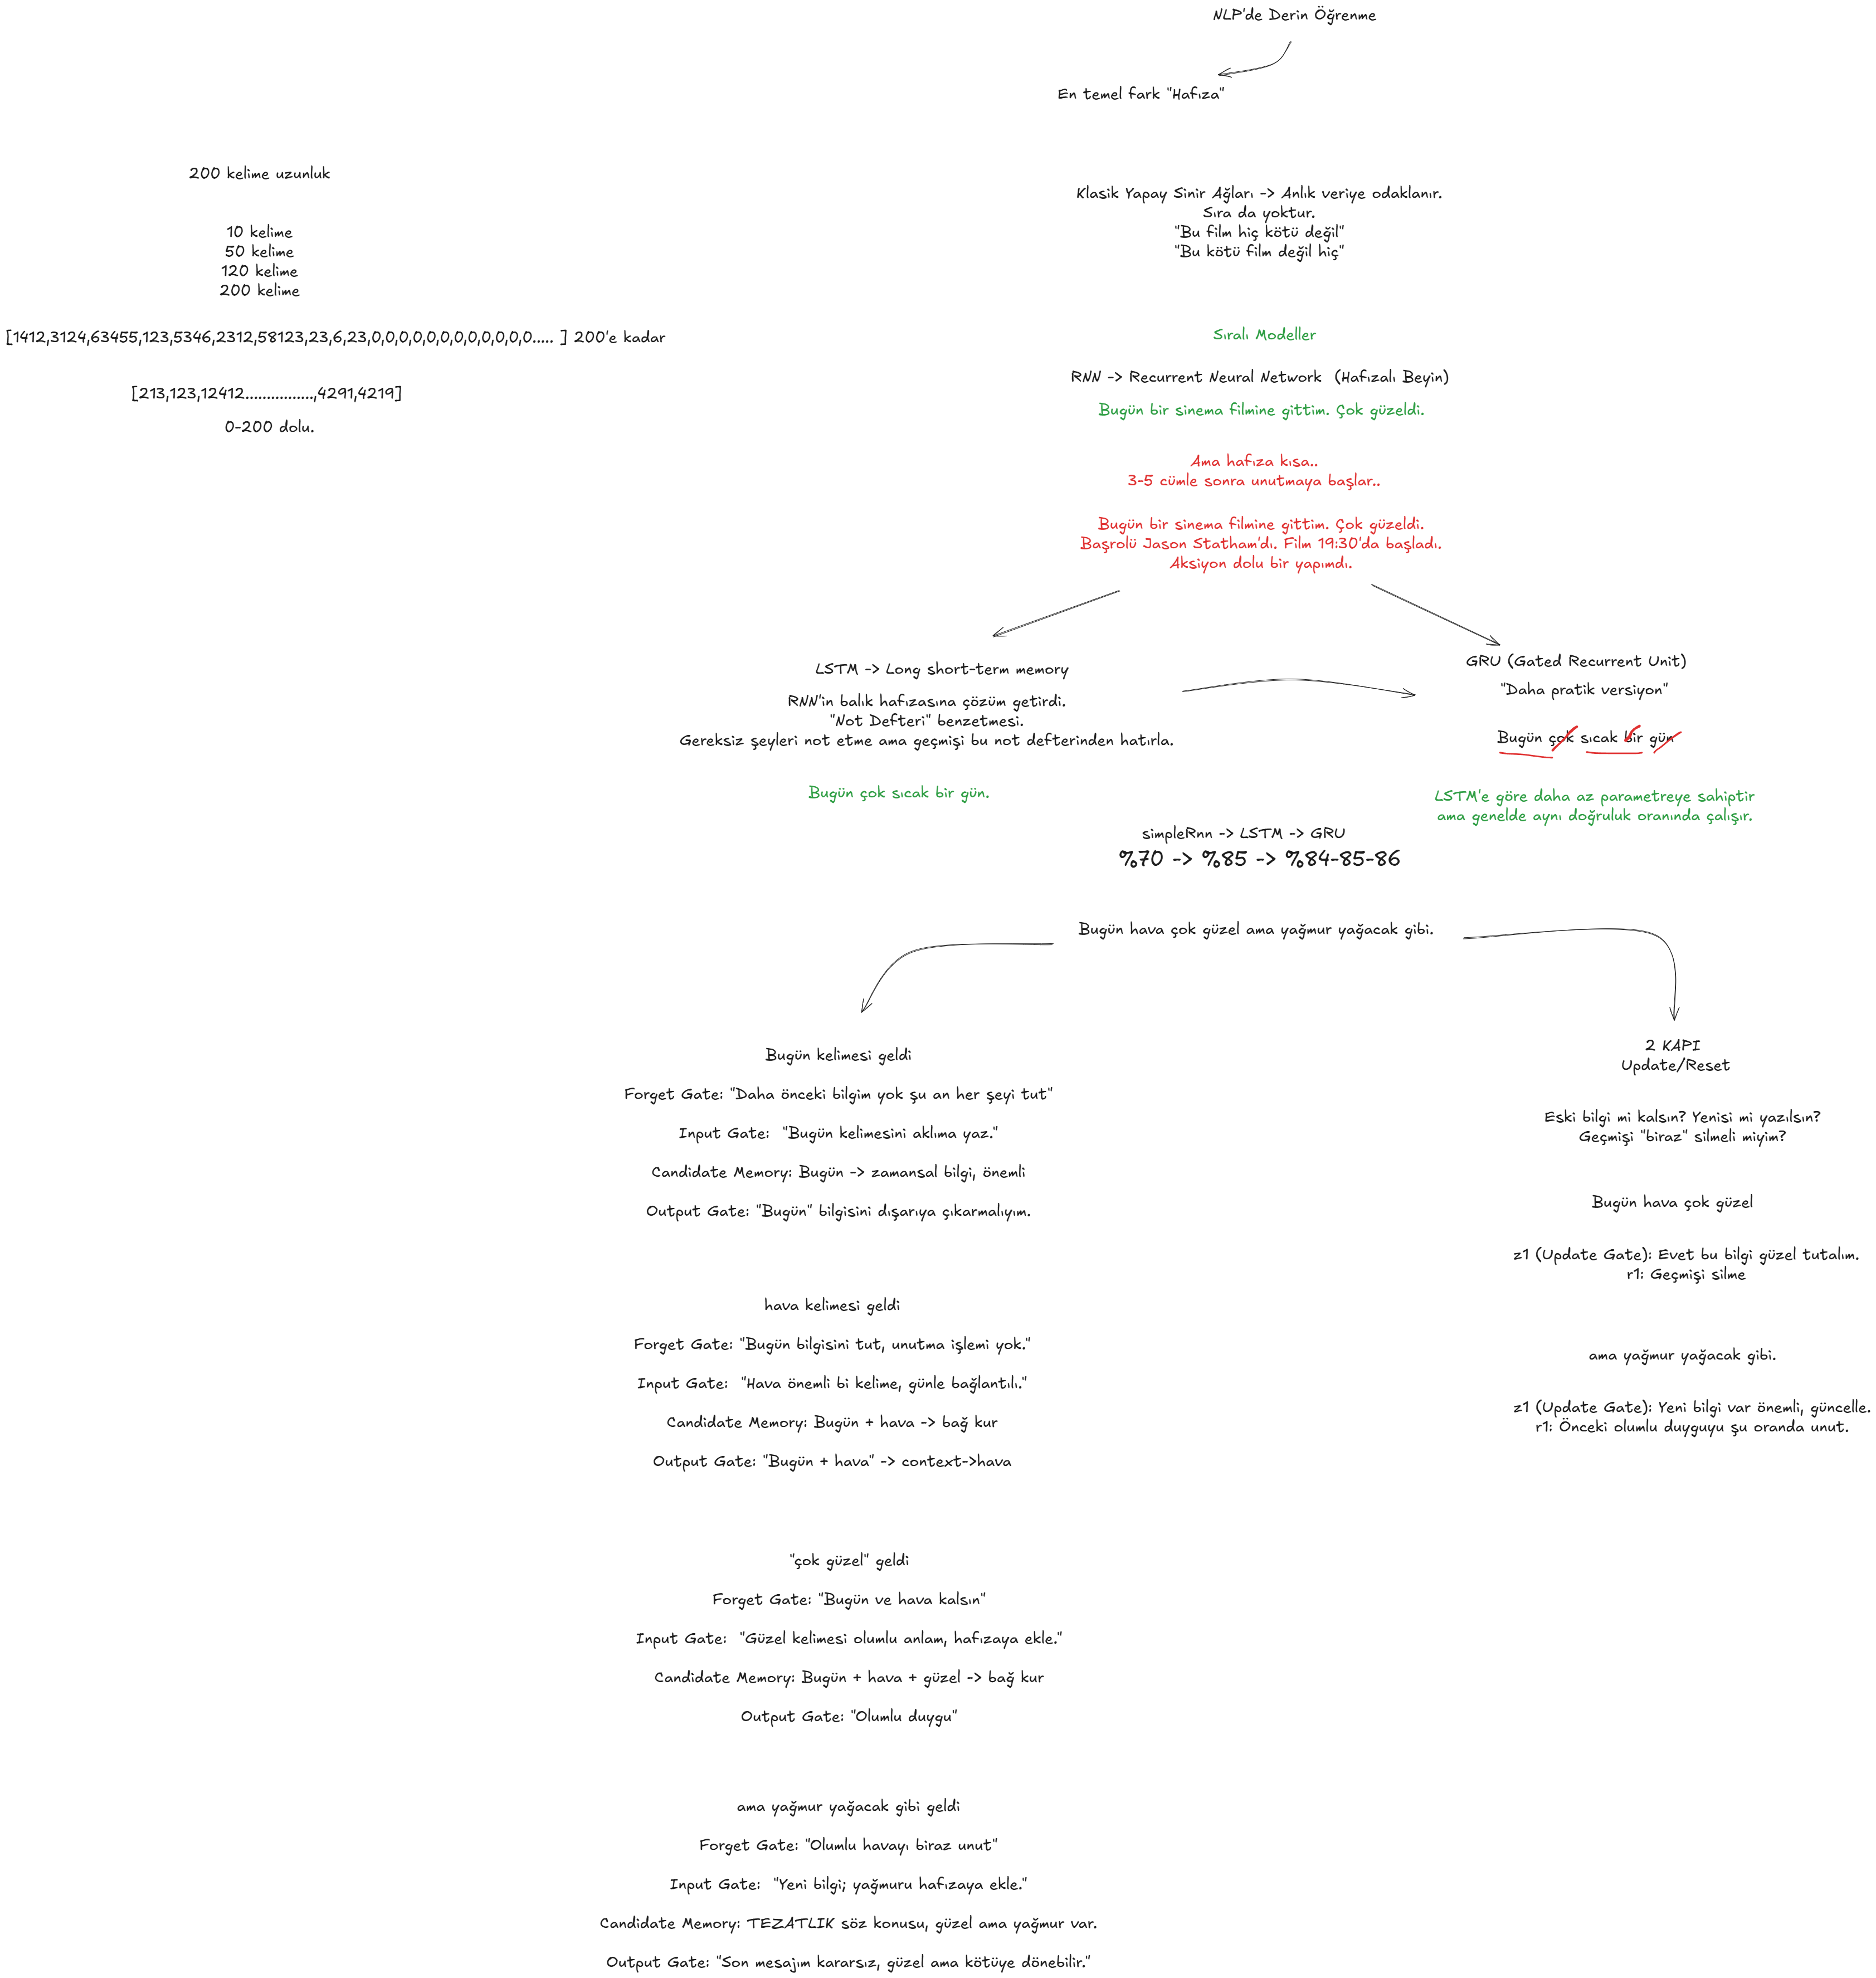 NLP'de Derin Öğrenme
En temel fark "Hafıza"
200 kelime uzunluk
10 kelime
50 kelime
120 kelime
200 kelime
[1412,3124,63455,123,5346,2312,58123,23,6,23,0,0,0,0,0,0,0,0,0,0,0,0..... ] 200'e kadar
[213,123,12412................,4291,4219]
0-200 dolu.
Klasik Yapay Sinir Ağları -> Anlık veriye odaklanır.
Sıra da yoktur.
"Bu film hiç kötü değil"
"Bu kötü film değil hiç"
Sıralı Modeller
RNN -> Recurrent Neural Network (Hafızalı Beyin)
Bugün bir sinema filmine gittim. Çok güzeldi.
Ama hafıza kısa..
3-5 cümle sonra unutmaya başlar..
Bugün bir sinema filmine gittim. Çok güzeldi.
Başrolü Jason Statham'dı. Film 19:30'da başladı.
Aksiyon dolu bir yapımdı.
LSTM -> Long short-term memory
RNN'in balık hafızasına çözüm getirdi.
"Not Defteri" benzetmesi.
Gereksiz şeyleri not etme ama geçmişi bu not defterinden hatırla.
Bugün çok sıcak bir gün.
GRU (Gated Recurrent Unit)
"Daha pratik versiyon"
Bugün çok sıcak bir gün
LSTM'e göre daha az parametreye sahiptir
ama genelde aynı doğruluk oranında çalışır.
simpleRnn -> LSTM -> GRU
%70 -> %85 -> %84-85-86
Bugün hava çok güzel ama yağmur yağacak gibi.
Bugün kelimesi geldi
Forget Gate: "Daha önceki bilgim yok şu an her şeyi tut"
Input Gate: "Bugün kelimesini aklıma yaz."
Candidate Memory: Bugün -> zamansal bilgi, önemli
Output Gate: "Bugün" bilgisini dışarıya çıkarmalıyım.
hava kelimesi geldi
Forget Gate: "Bugün bilgisini tut, unutma işlemi yok."
Input Gate: "Hava önemli bi kelime, günle bağlantılı."
Candidate Memory: Bugün + hava -> bağ kur
Output Gate: "Bugün + hava" -> context->hava
"çok güzel" geldi
Forget Gate: "Bugün ve hava kalsın"
Input Gate: "Güzel kelimesi olumlu anlam, hafızaya ekle."
Candidate Memory: Bugün + hava + güzel -> bağ kur
Output Gate: "Olumlu duygu"
ama yağmur yağacak gibi geldi
Forget Gate: "Olumlu havayı biraz unut"
Input Gate: "Yeni bilgi; yağmuru hafızaya ekle."
Candidate Memory: TEZATLIK söz konusu, güzel ama yağmur var.
Output Gate: "Son mesajım kararsız, güzel ama kötüye dönebilir."
2 KAPI
Update/Reset
Eski bilgi mi kalsın? Yenisi mi yazılsın?
Geçmişi "biraz" silmeli miyim?
Bugün hava çok güzel
z1 (Update Gate): Evet bu bilgi güzel tutalım.
r1: Geçmişi silme
ama yağmur yağacak gibi.
z1 (Update Gate): Yeni bilgi var önemli, güncelle.
r1: Önceki olumlu duyguyu şu oranda unut.